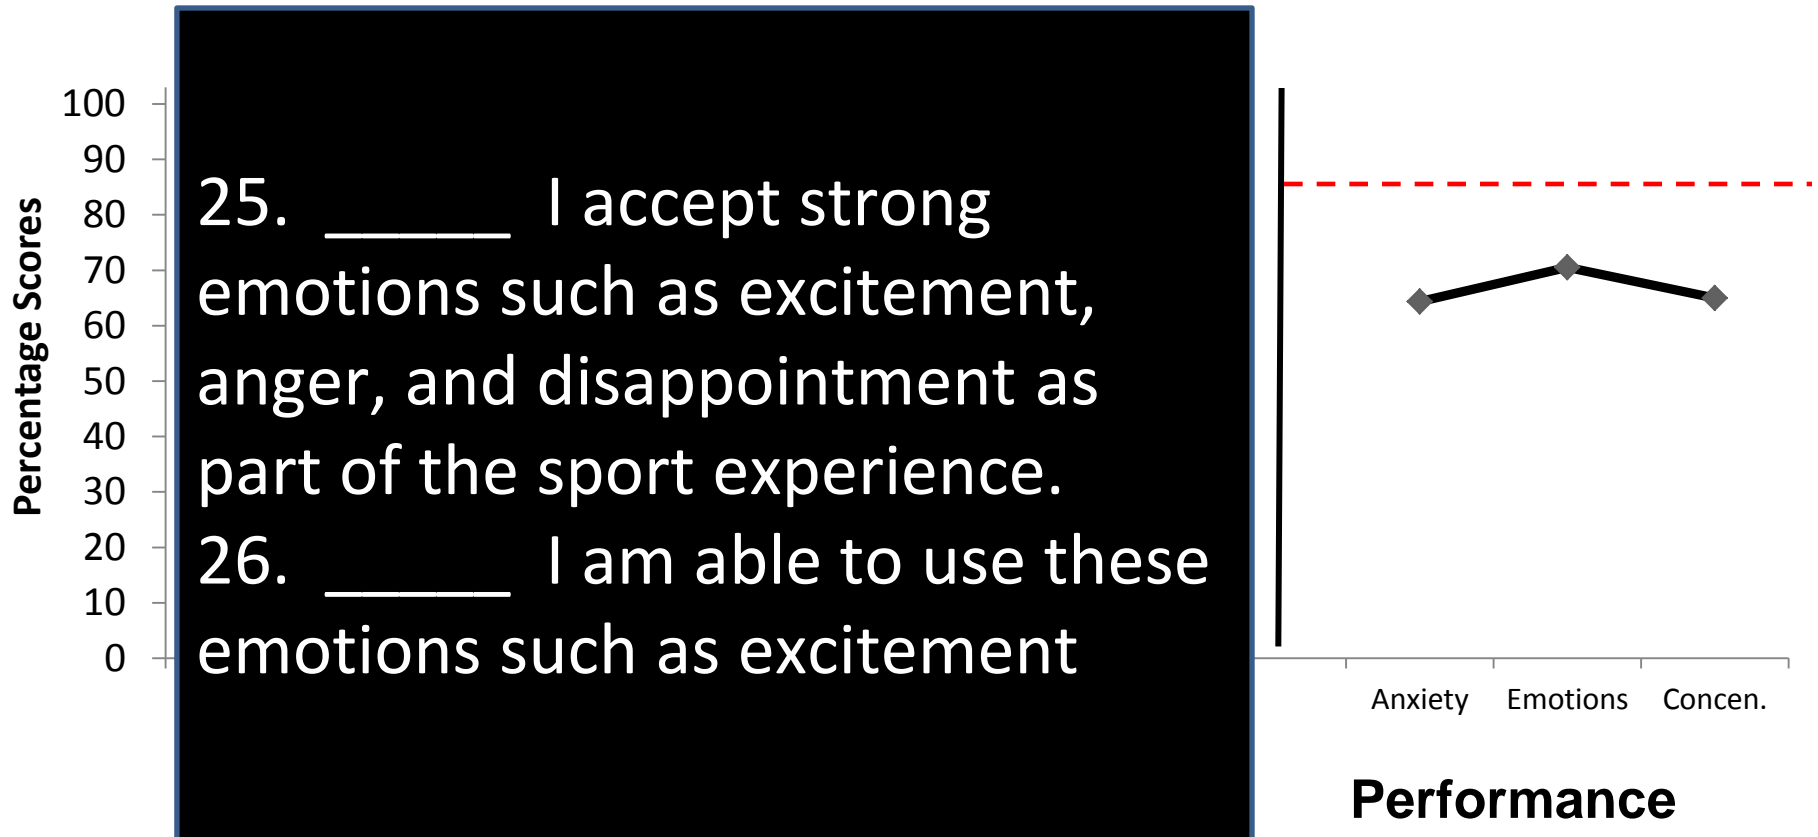 Percentage Scores
100
90
80
70
60
50
40
30
20
10
0
25. _____ I accept strong
emotions such as excitement,
anger, and disappointment as
part of the sport experience.
26. _____ I am able to use these
emotions such as excitement
Anxiety Emotions Concen.
Performance